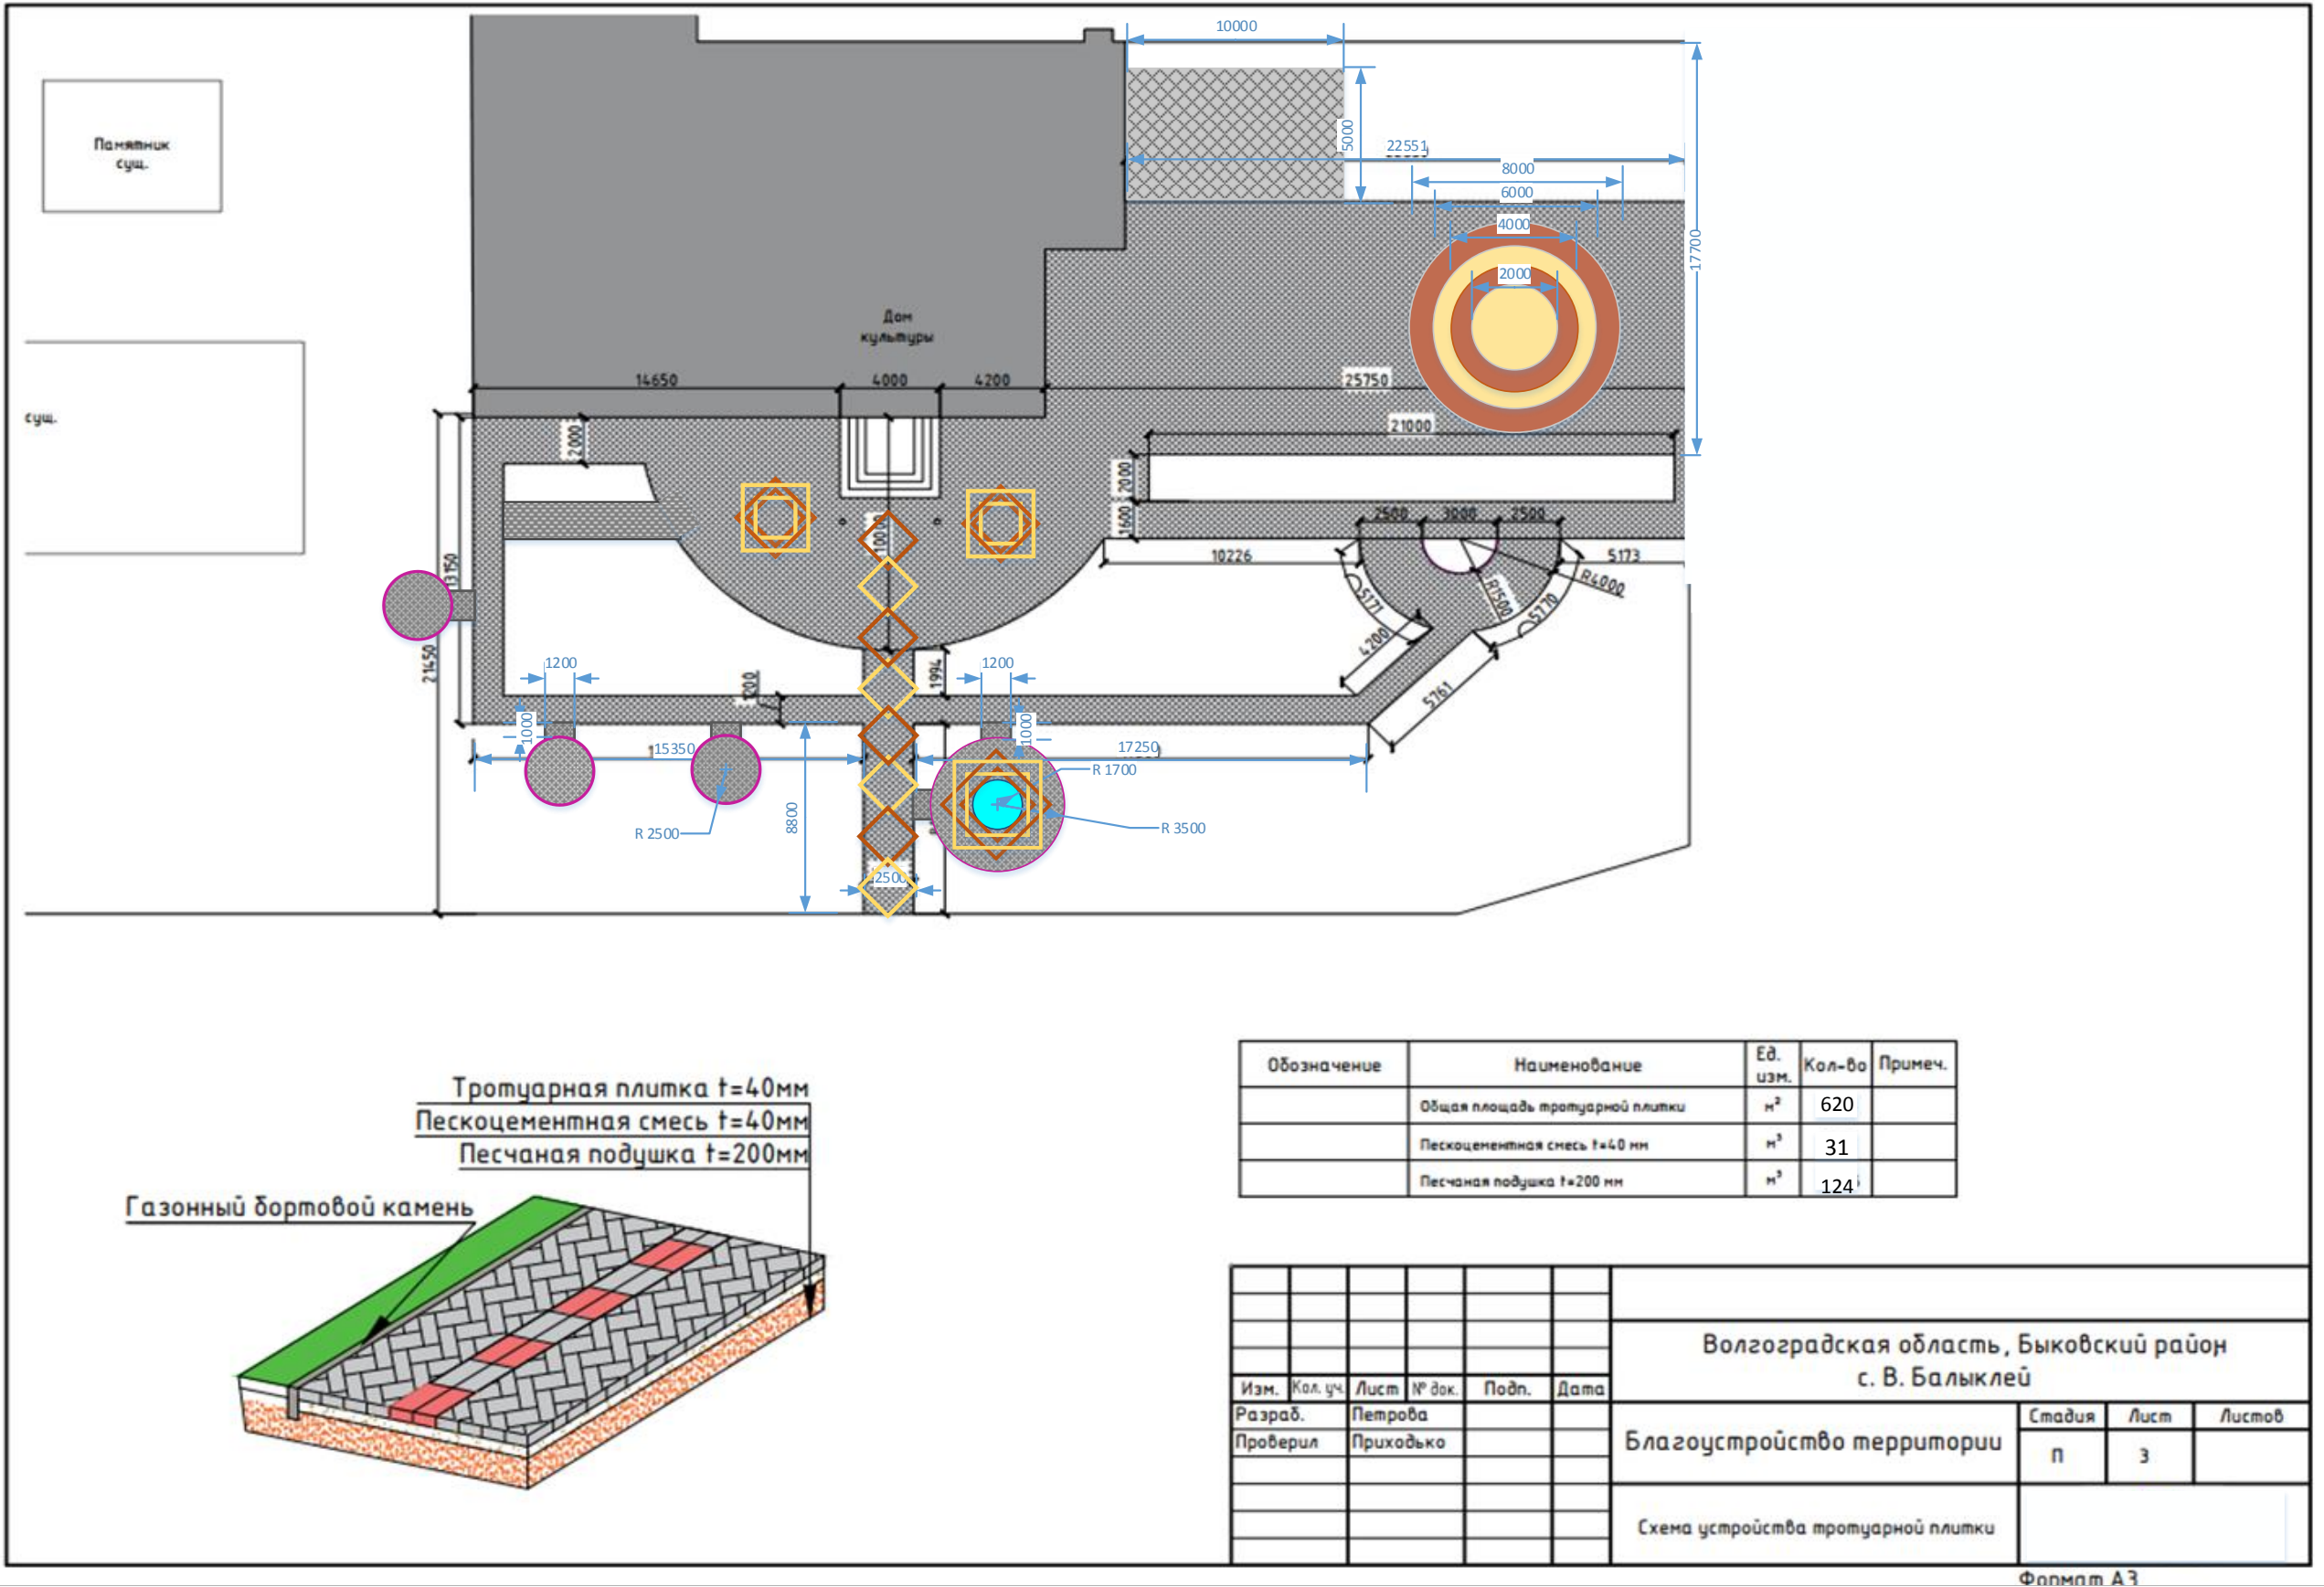 10000
Памятник
сущ.
5000
22551
8000
6000
4000
17700
2000
Дом
культуры
14650
4000
4200
25750
сущ.
2000
21000
2000
1600
2500
3000
2500
10226
5173
R4000
13150
5171
R1500
5770
4200
21450
1200
1200
1994
5761
1000
1000
15350
17250
R 1700
8800
R 2500
R 3500
2500
Тротуарная плитка t=40мм
Пескоцементная смесь t=40мм
Песчаная подушка t=200мм
Газонный бортовой камень
Обозначение Наименование Ед. изм. Кол-во Примеч.
Общая площадь тротуарной плитки м² 620
Пескоцементная смесь t=40 мм м³ 31
Песчаная подушка t=200 мм м³ 124
Волгоградская область, Быковский район
с. В. Балыклей
Изм. Кол. уч. Лист № док. Подп. Дата
Разраб. Петрова
Проверил Приходько
Благоустройство территории
Стадия Лист Листов
П 3
Схема устройства тротуарной плитки
Формат А3